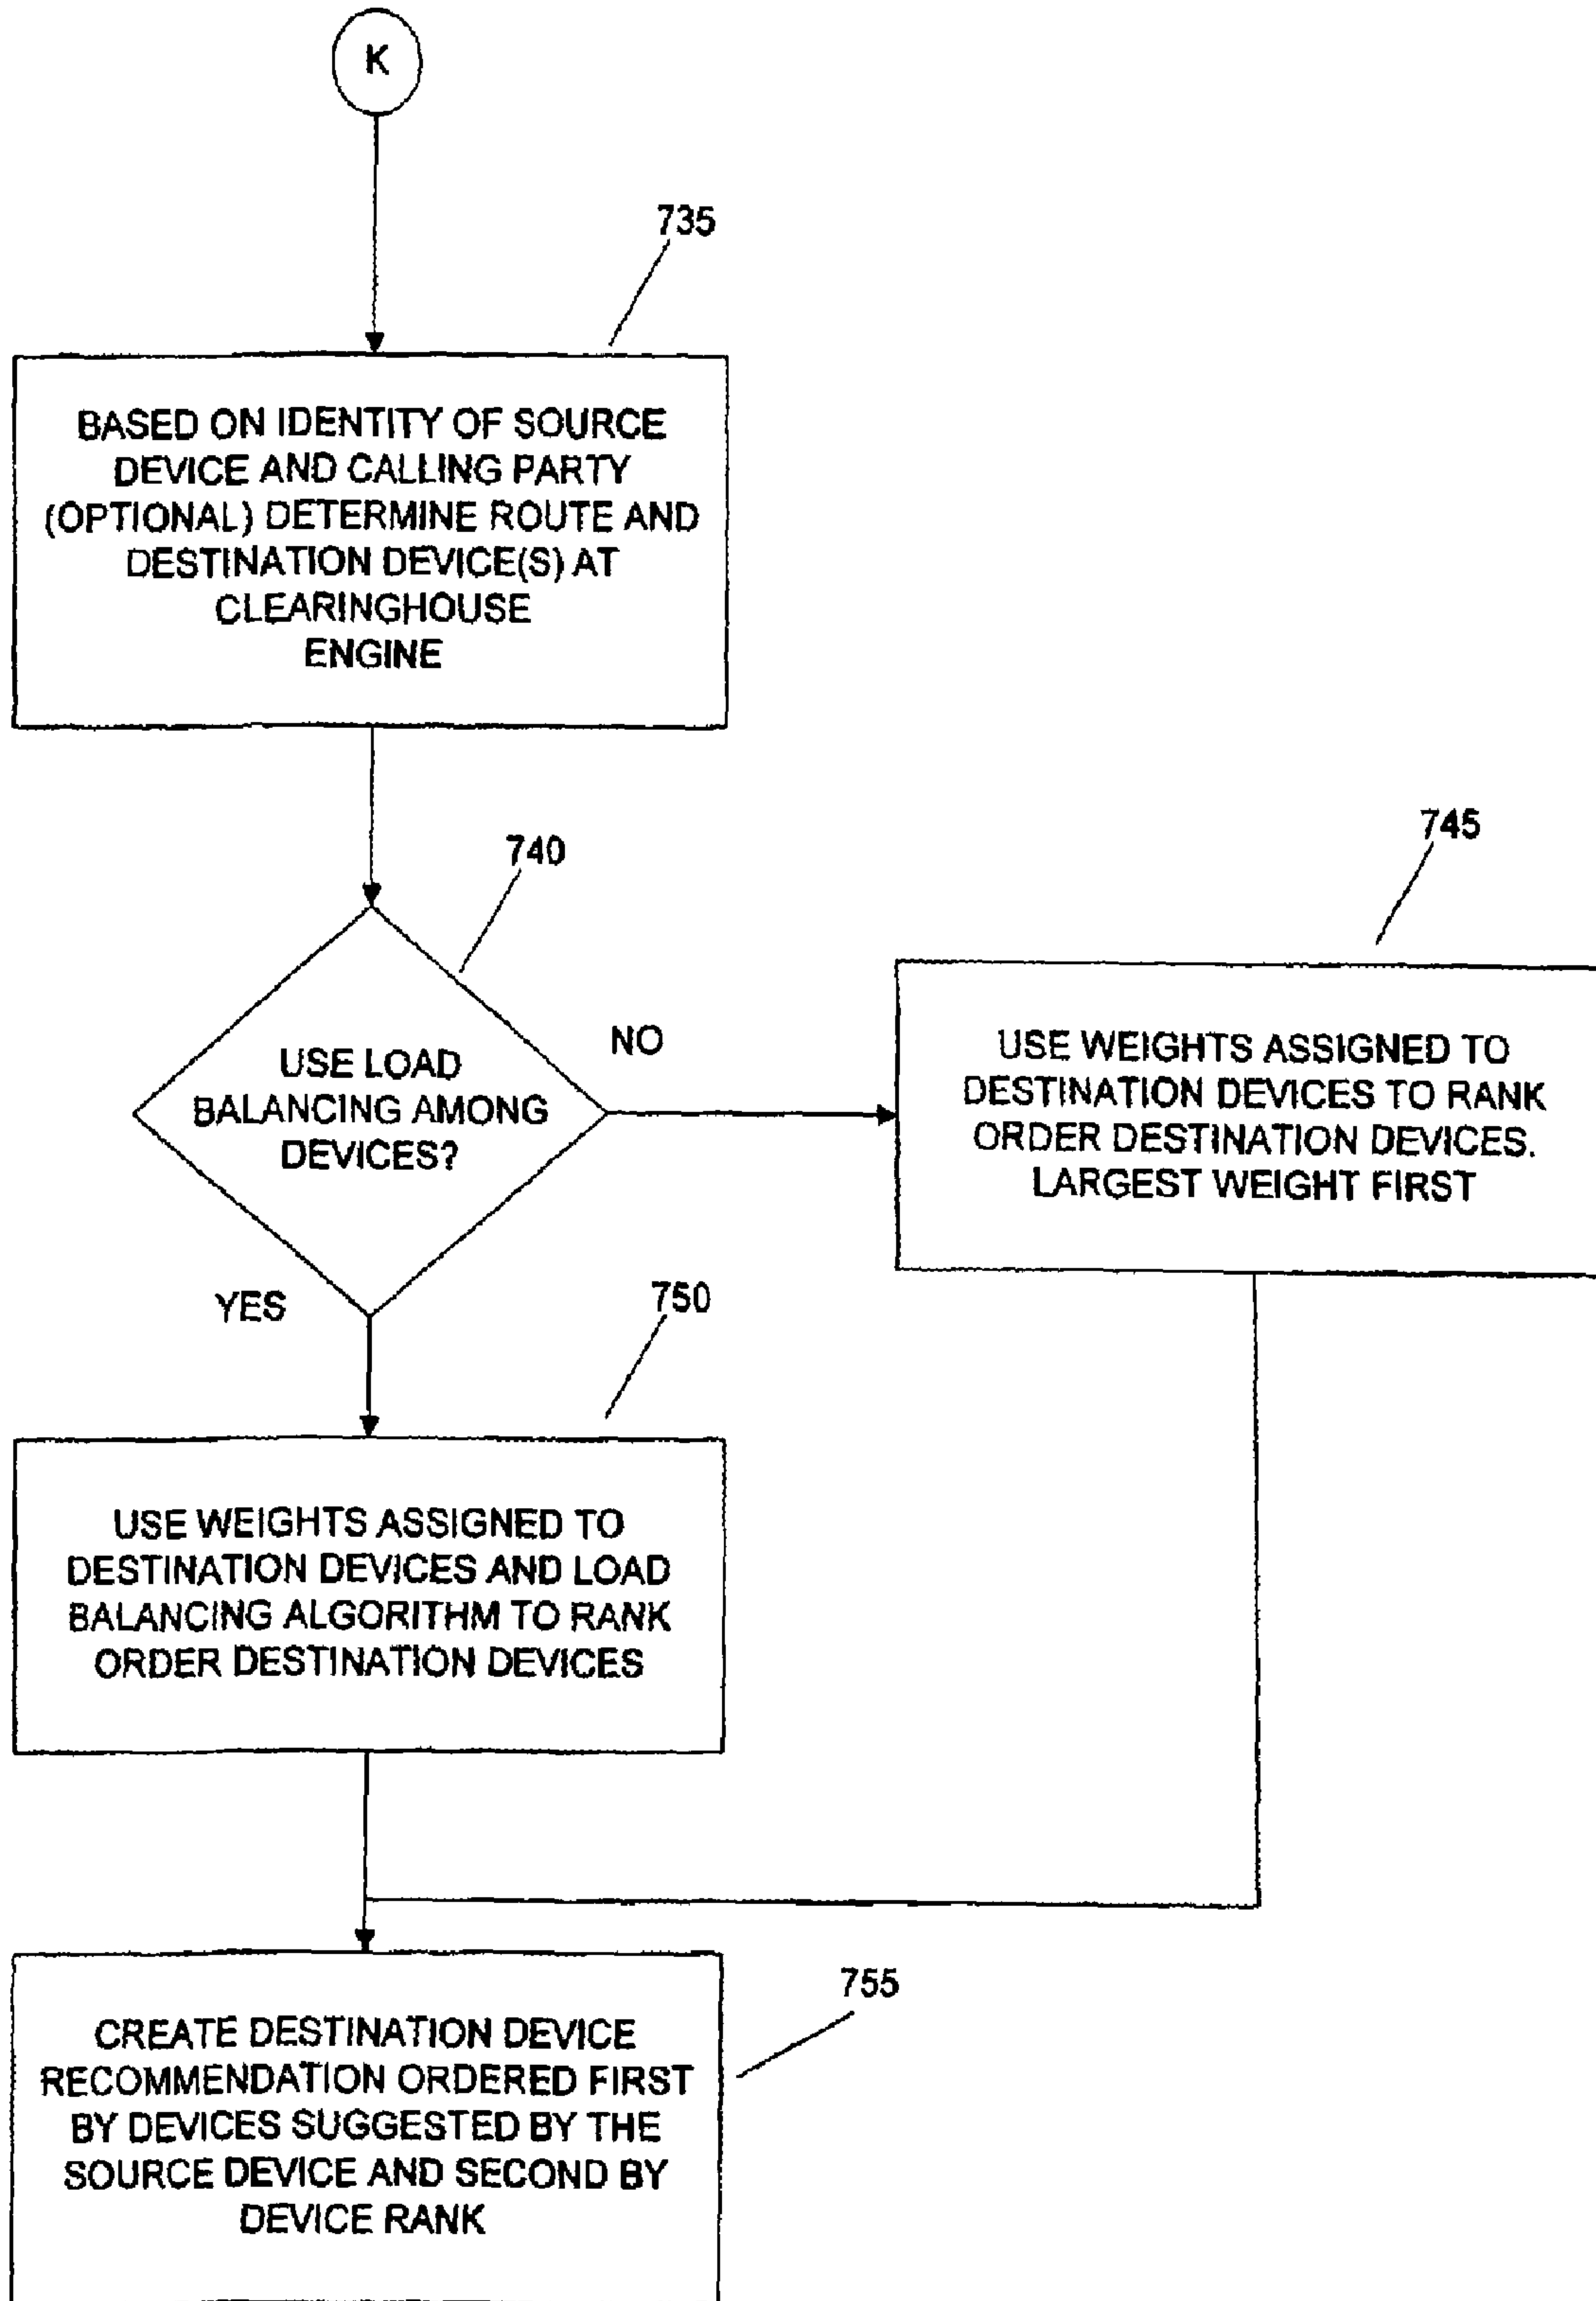 K
735
BASED ON IDENTITY OF SOURCE
DEVICE AND CALLING PARTY
(OPTIONAL) DETERMINE ROUTE AND
DESTINATION DEVICE(S) AT
CLEARINGHOUSE
ENGINE
740
USE LOAD
BALANCING AMONG
DEVICES?
NO
745
USE WEIGHTS ASSIGNED TO
DESTINATION DEVICES TO RANK
ORDER DESTINATION DEVICES.
LARGEST WEIGHT FIRST
YES
750
USE WEIGHTS ASSIGNED TO
DESTINATION DEVICES AND LOAD
BALANCING ALGORITHM TO RANK
ORDER DESTINATION DEVICES
755
CREATE DESTINATION DEVICE
RECOMMENDATION ORDERED FIRST
BY DEVICES SUGGESTED BY THE
SOURCE DEVICE AND SECOND BY
DEVICE RANK